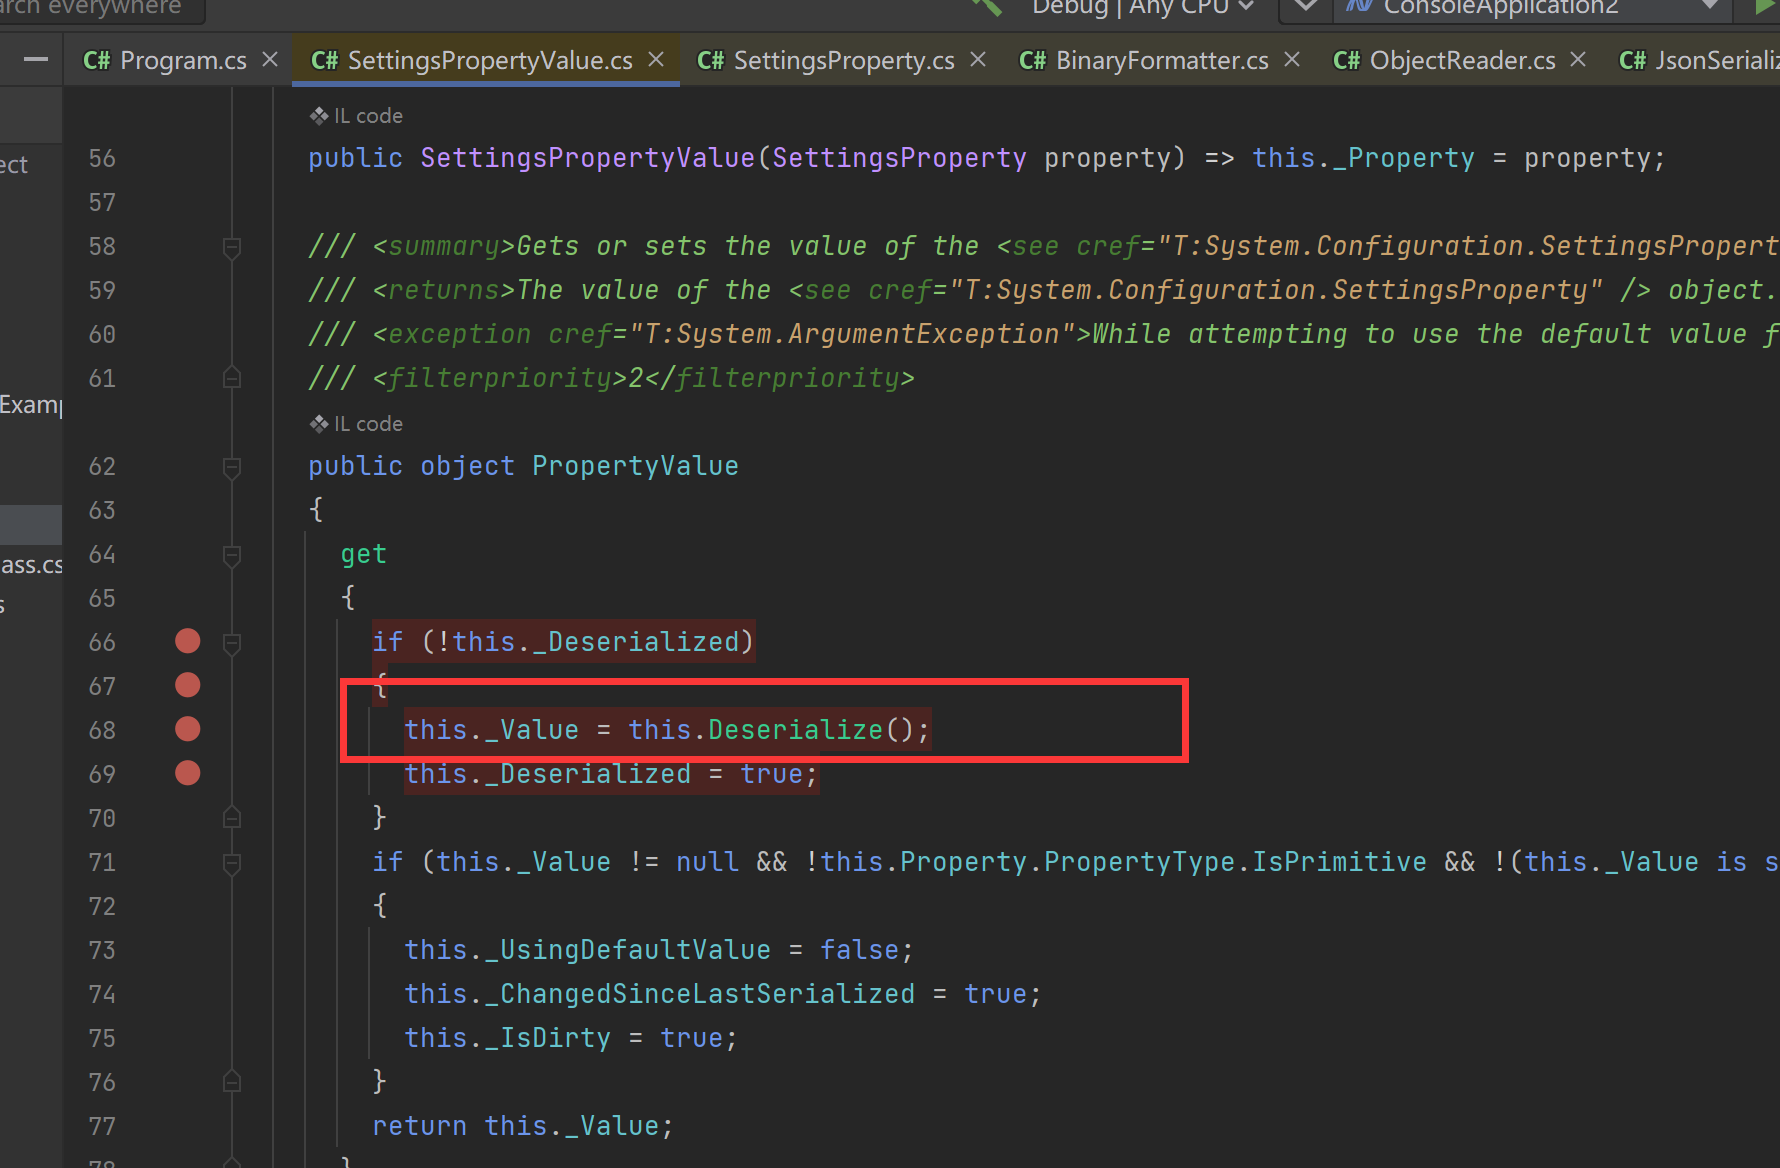 arch everywhere
Debug | Any CPU
ConsoleApplication2
C# Program.cs
C# SettingsPropertyValue.cs
C# SettingsProperty.cs
C# BinaryFormatter.cs
C# ObjectReader.cs
C# JsonSerializ
ect
Examp
ass.cs
s
IL code
56 public SettingsPropertyValue(SettingsProperty property) => this._Property = property;
57
58 /// <summary>Gets or sets the value of the <see cref="T:System.Configuration.SettingsPropert
59 /// <returns>The value of the <see cref="T:System.Configuration.SettingsProperty" /> object.
60 /// <exception cref="T:System.ArgumentException">While attempting to use the default value f
61 /// <filterpriority>2</filterpriority>
IL code
62 public object PropertyValue
63 {
64 get
65 {
66 if (!this._Deserialized)
67 {
68 this._Value = this.Deserialize();
69 this._Deserialized = true;
70 }
71 if (this._Value != null && !this.Property.PropertyType.IsPrimitive && !(this._Value is s
72 {
73 this._UsingDefaultValue = false;
74 this._ChangedSinceLastSerialized = true;
75 this._IsDirty = true;
76 }
77 return this._Value;
78 }